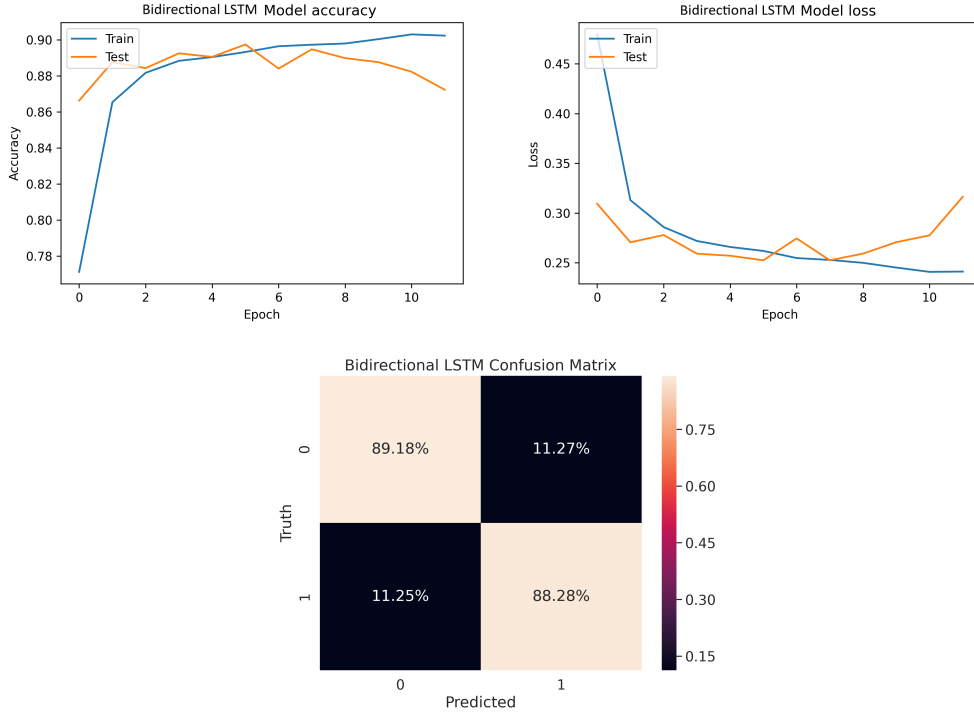 Bidirectional LSTM Model accuracy
0.90
0.88
0.86
0.84
0.82
0.80
0.78
Accuracy
Train
Test
0 2 4 6 8 10
Epoch
Bidirectional LSTM Model loss
0.45
0.40
0.35
0.30
0.25
Loss
Train
Test
0 2 4 6 8 10
Epoch
Bidirectional LSTM Confusion Matrix
Truth
0
89.18% 11.27%
1
11.25% 88.28%
0 1
Predicted
0.75
0.60
0.45
0.30
0.15